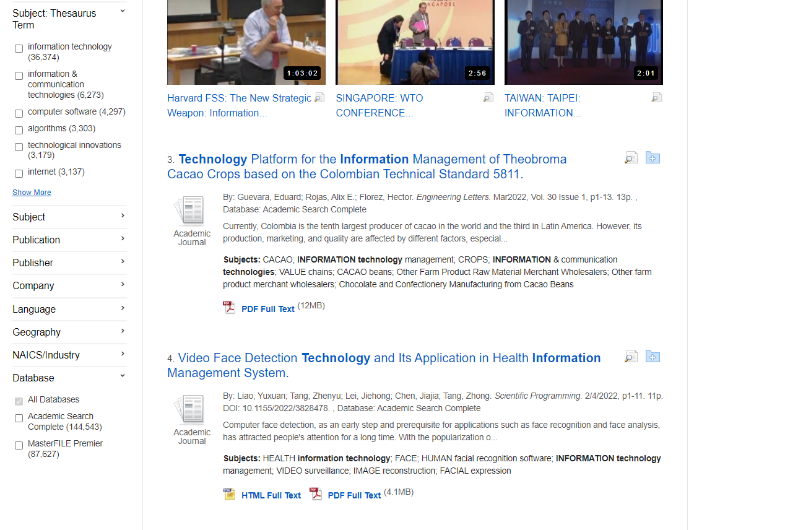 Subject: Thesaurus
Term
information technology
(36,374)
information &
communication
technologies (6,273)
computer software (4,297)
algorithms (3,303)
technological innovations
(3,179)
internet (3,137)
Show More
Subject
Publication
Publisher
Company
Language
Geography
NAICS/Industry
Database
All Databases
Academic Search
Complete (144,543)
MasterFILE Premier
(87,627)
1:03:02
SINGAPORE
2:56
2:01
Harvard FSS: The New Strategic
Weapon: Information...
SINGAPORE: WTO
CONFERENCE...
TAIWAN: TAIPEI:
INFORMATION...
3. Technology Platform for the Information Management of Theobroma
Cacao Crops based on the Colombian Technical Standard 5811.
Academic
Journal
By: Guevara, Eduard; Rojas, Alix E.; Florez, Hector. Engineering Letters. Mar2022, Vol. 30 Issue 1, p1-13. 13p. ,
Database: Academic Search Complete
Currently, Colombia is the tenth largest producer of cacao in the world and the third in Latin America. However, its
production, marketing, and quality are affected by different factors, especial...
Subjects: CACAO; INFORMATION technology management; CROPS; INFORMATION & communication
technologies; VALUE chains; CACAO beans; Other Farm Product Raw Material Merchant Wholesalers; Other farm
product merchant wholesalers; Chocolate and Confectionery Manufacturing from Cacao Beans
PDF Full Text (12MB)
4. Video Face Detection Technology and Its Application in Health Information
Management System.
Academic
Journal
By: Liao, Yuxuan; Tang, Zhenyu; Lei, Jiehong; Chen, Jiajia; Tang, Zhong. Scientific Programming. 2/4/2022, p1-11. 11p.
DOI: 10.1155/2022/3828478. , Database: Academic Search Complete
Computer face detection, as an early step and prerequisite for applications such as face recognition and face analysis,
has attracted people's attention for a long time. With the popularization o...
Subjects: HEALTH information technology; FACE; HUMAN facial recognition software; INFORMATION technology
management; VIDEO surveillance; IMAGE reconstruction; FACIAL expression
HTML Full Text PDF Full Text (4.1MB)